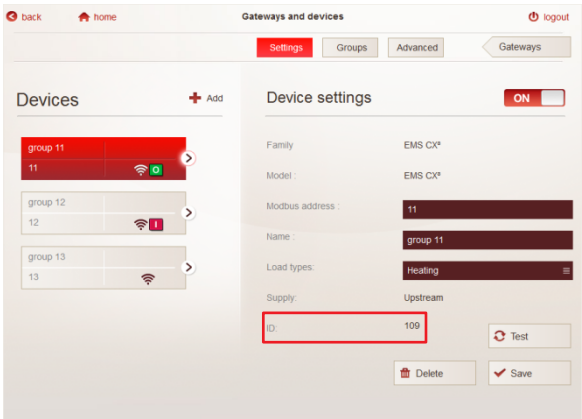 back home Gateways and devices logout
Settings Groups Advanced Gateways
Devices Add
group 11
11 O
group 12
12 I
group 13
13
Device settings ON
Family EMS CX³
Model : EMS CX³
Modbus address : 11
Name : group 11
Load types: Heating
Supply: Upstream
ID: 109
Test
Delete Save